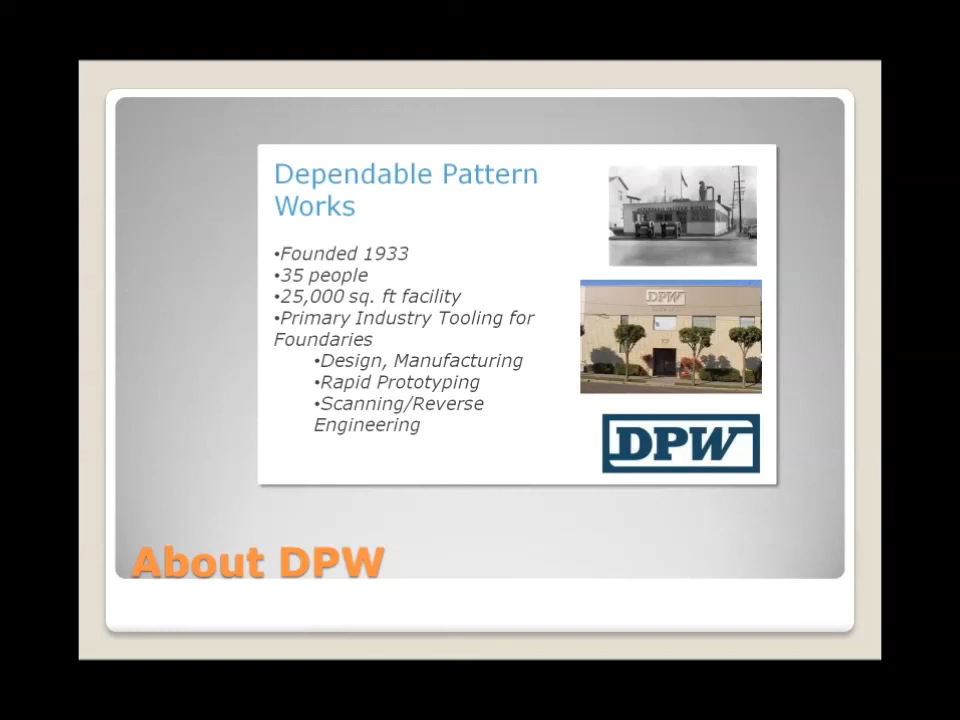 Dependable Pattern
Works
•Founded 1933
•35 people
•25,000 sq. ft facility
•Primary Industry Tooling for
Foundaries
•Design, Manufacturing
•Rapid Prototyping
•Scanning/Reverse
Engineering
DPW
DPW
About DPW